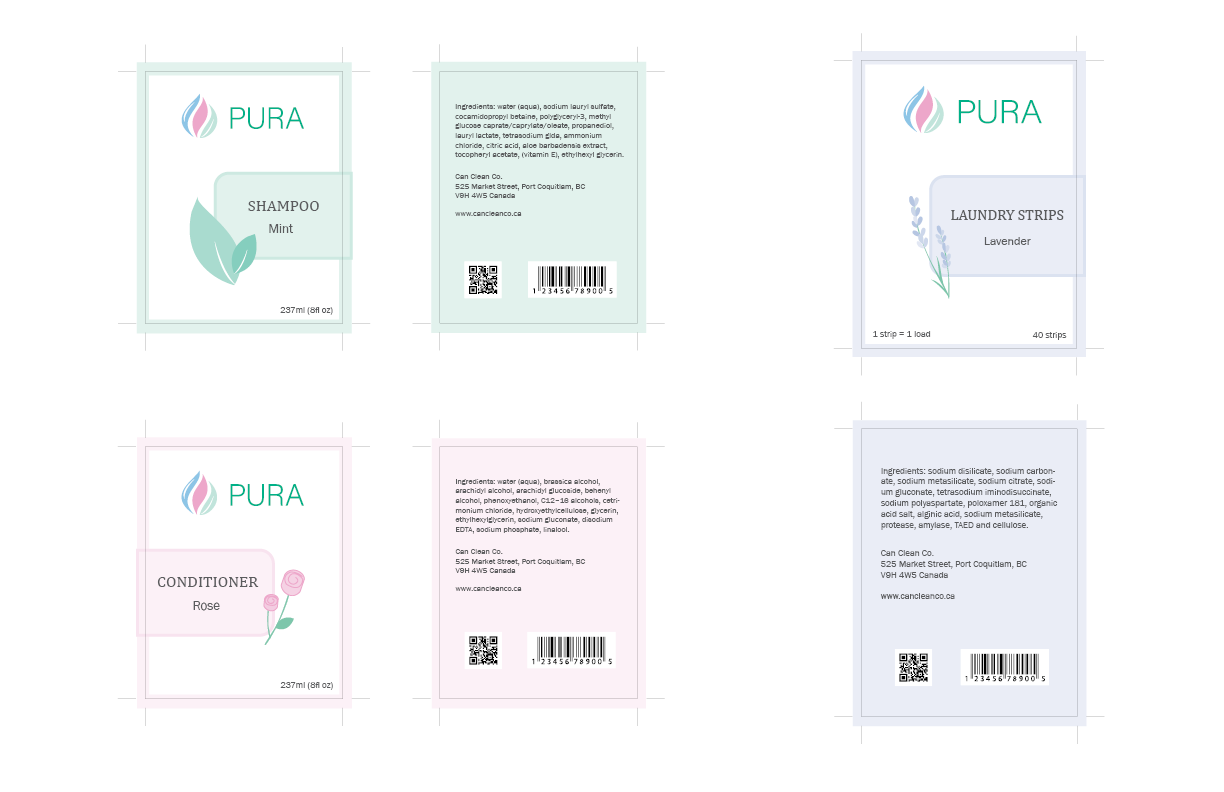 PURA
SHAMPOO
Mint
237ml (8fl oz)
Ingredients: water (aqua), sodium lauryl sulfate,
cocamidopropyl betaine, polyglyceryl-3, methyl
glucose caprate/caprylate/oleate, propanediol,
lauryl lactate, tetrasodium glda, ammonium
chloride, citric acid, aloe barbadensis extract,
tocopheryl acetate, (vitamin E), ethylhexyl glycerin.
Can Clean Co.
525 Market Street, Port Coquitlam, BC
V9H 4W5 Canada
www.cancleanco.ca
1 23456 78900 5
PURA
LAUNDRY STRIPS
Lavender
1 strip = 1 load
40 strips
PURA
CONDITIONER
Rose
237ml (8fl oz)
Ingredients: water (aqua), brassica alcohol,
arachidyl alcohol, arachidyl glucoside, behenyl
alcohol, phenoxyethanol, C12-16 alcohols, cetri-
monium chloride, hydroxyethylcellulose, glycerin,
ethylhexylglycerin, sodium gluconate, disodium
EDTA, sodium phosphate, linalool.
Can Clean Co.
525 Market Street, Port Coquitlam, BC
V9H 4W5 Canada
www.cancleanco.ca
1 23456 78900 5
Ingredients: sodium disilicate, sodium carbon-
ate, sodium metasilicate, sodium citrate, sodi-
um gluconate, tetrasodium iminodisuccinate,
sodium polyaspartate, poloxamer 181, organic
acid salt, alginic acid, sodium metasilicate,
protease, amylase, TAED and cellulose.
Can Clean Co.
525 Market Street, Port Coquitlam, BC
V9H 4W5 Canada
www.cancleanco.ca
1 23456 78900 5